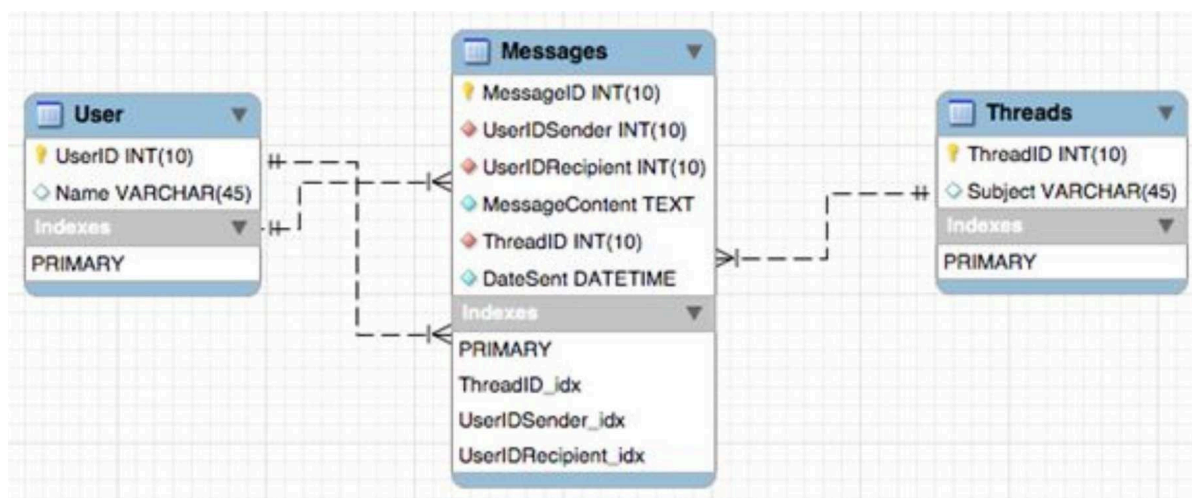 User
UserID INT(10)
Name VARCHAR(45)
Indexes
PRIMARY
Messages
MessageID INT(10)
UserIDSender INT(10)
UserIDRecipient INT(10)
MessageContent TEXT
ThreadID INT(10)
DateSent DATETIME
Indexes
PRIMARY
ThreadID_idx
UserIDSender_idx
UserIDRecipient_idx
Threads
ThreadID INT(10)
Subject VARCHAR(45)
Indexes
PRIMARY